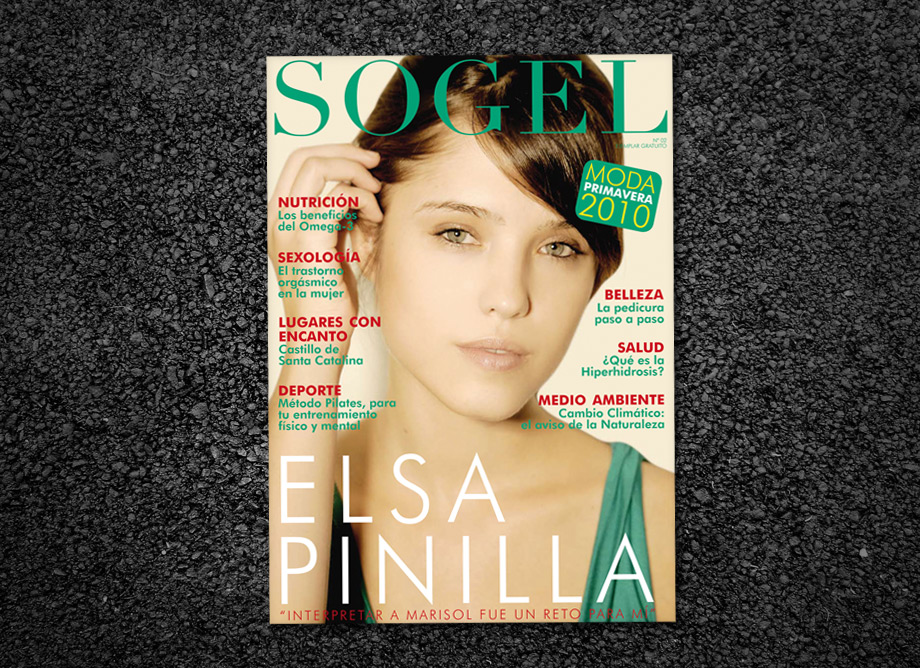 SOGEL
Nº 02
EJEMPLAR GRATUITO
MODA
PRIMAVERA
2010
NUTRICIÓN
Los beneficios
del Omega-3
SEXOLOGÍA
El trastorno
orgásmico
en la mujer
LUGARES CON
ENCANTO
Castillo de
Santa Catalina
DEPORTE
Método Pilates, para
tu entrenamiento
físico y mental
BELLEZA
La pedicura
paso a paso
SALUD
¿Qué es la
Hiperhidrosis?
MEDIO AMBIENTE
Cambio Climático:
el aviso de la Naturaleza
ELSA
PINILLA
“INTERPRETAR A MARISOL FUE UN RETO PARA MI”